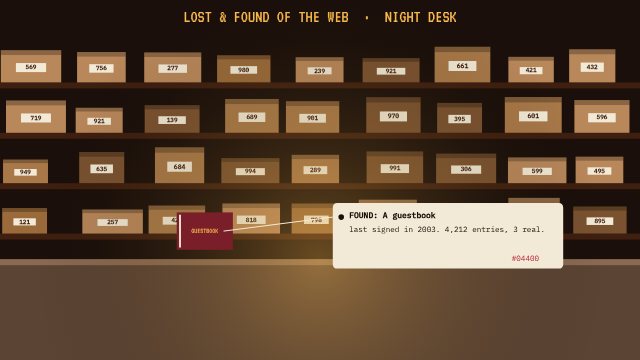 LOST & FOUND OF THE WEB · NIGHT DESK
569 756 277 980 239 921 661 421 432
719 921 139 689 981 970 395 601 596
949 635 684 994 289 991 306 599 495
121 257 818 798 895
GUESTBOOK
FOUND: A guestbook
last signed in 2003. 4,212 entries, 3 real.
#04400